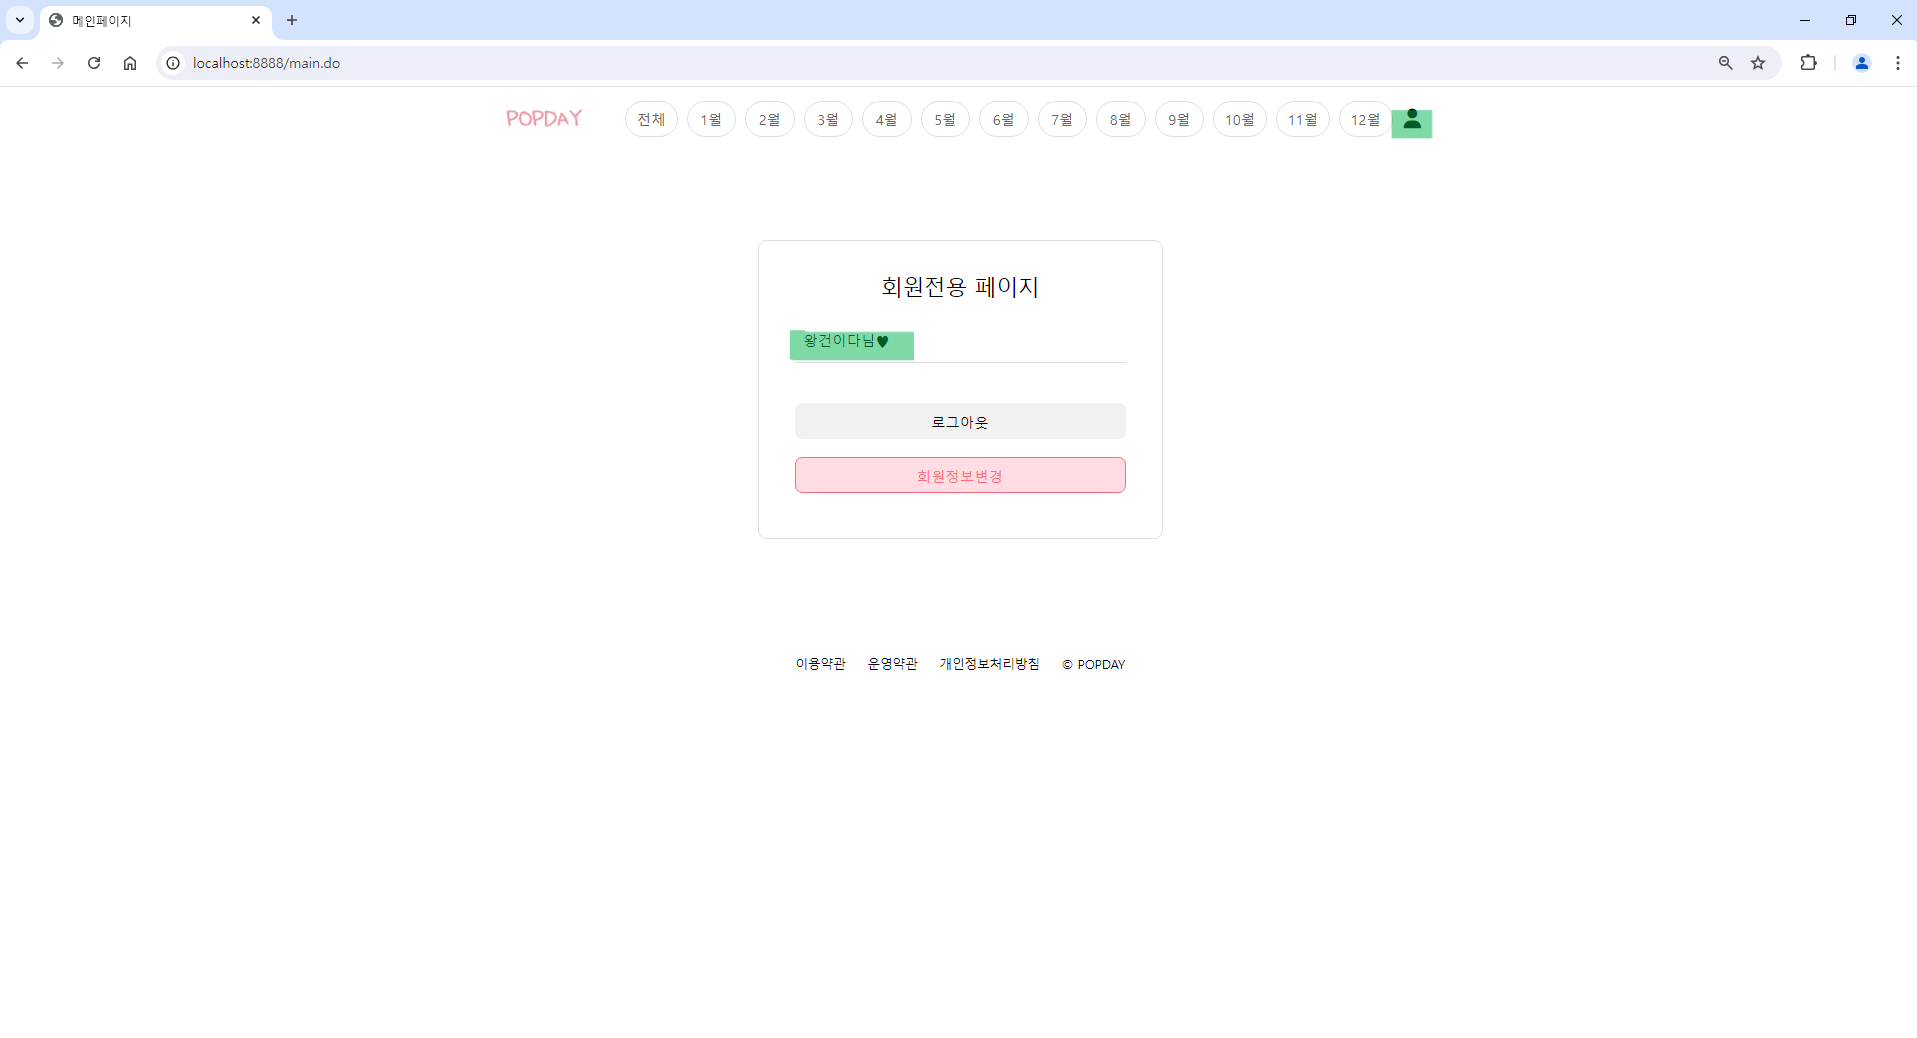 메인페이지
localhost:8888/main.do
POPDAY 전체 1월 2월 3월 4월 5월 6월 7월 8월 9월 10월 11월 12월
회원전용 페이지
왕건이다님♥
로그아웃
회원정보변경
이용약관 운영약관 개인정보처리방침 © POPDAY